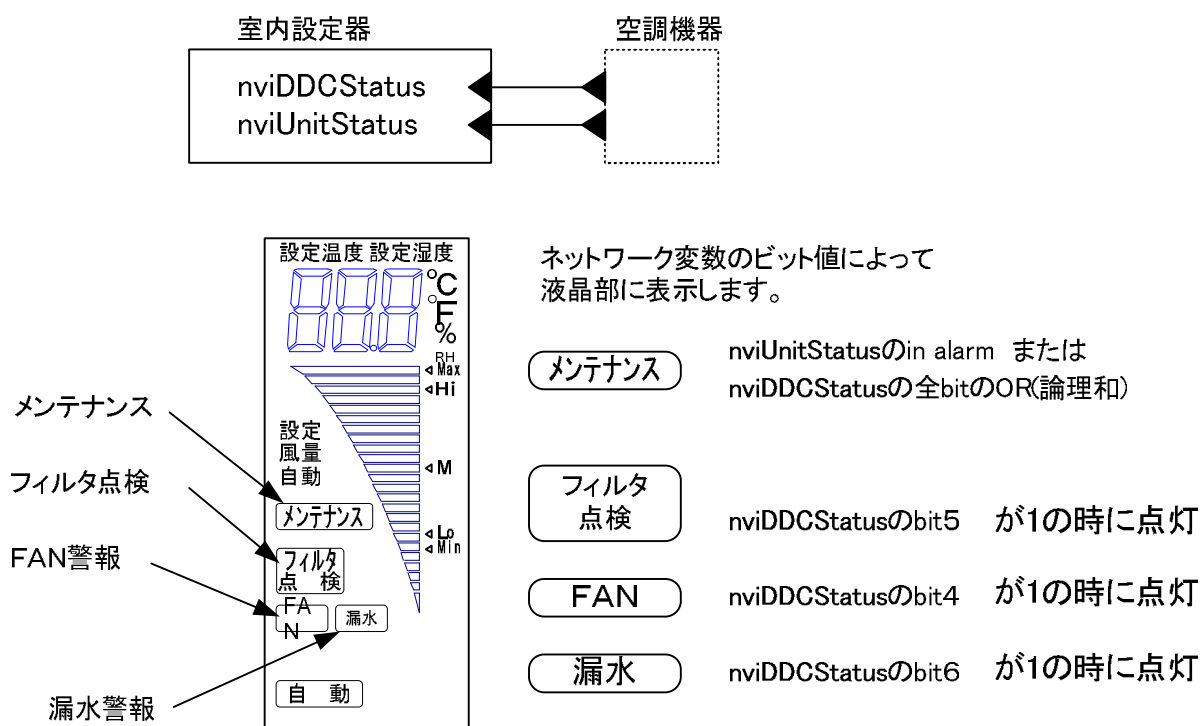 室内設定器
空調機器
nviDDCStatus
nviUnitStatus
設定温度 設定湿度
℃
℉
%
RH
Max
Hi
設定
風量
自動
M
メンテナンス
Lo
Min
フィルタ
点 検
FA
N
漏水
自 動
メンテナンス
フィルタ点検
FAN警報
漏水警報
ネットワーク変数のビット値によって
液晶部に表示します。
メンテナンス
nviUnitStatusのin alarm または
nviDDCStatusの全bitのOR(論理和)
フィルタ
点検
nviDDCStatusのbit5 が1の時に点灯
FAN
nviDDCStatusのbit4 が1の時に点灯
漏水
nviDDCStatusのbit6 が1の時に点灯